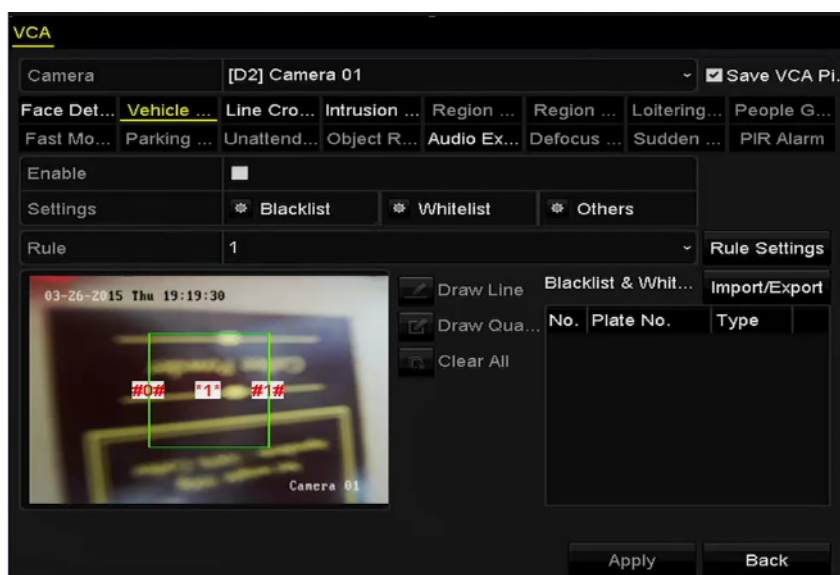 VCA
Camera [D2] Camera 01 Save VCA Pi.
Face Det... Vehicle ... Line Cro... Intrusion ... Region ... Region ... Loitering... People G...
Fast Mo... Parking ... Unattend... Object R... Audio Ex... Defocus ... Sudden ... PIR Alarm
Enable
Settings Blacklist Whitelist Others
Rule 1 Rule Settings
03-26-2015 Thu 19:19:30
Draw Line
Draw Qua...
Clear All
#0# *1* #1#
Camera 01
Blacklist & Whit... Import/Export
No. Plate No. Type
Apply Back